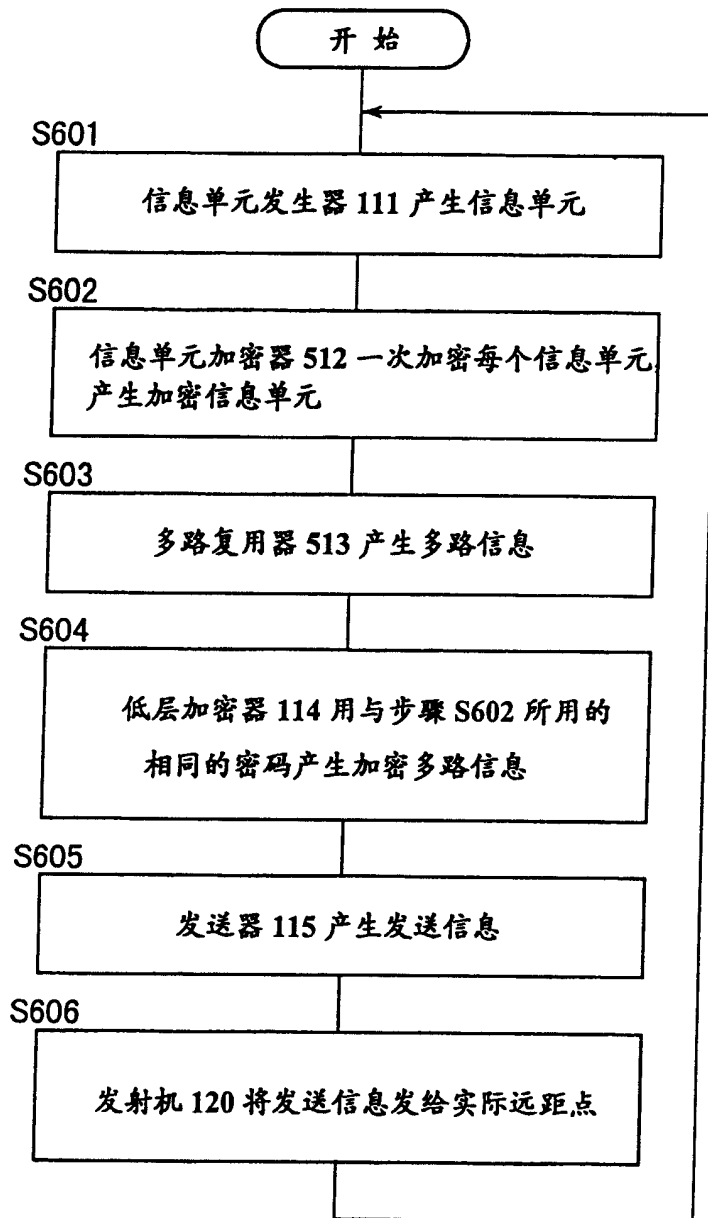 开 始
S601
信息单元发生器 111 产生信息单元
S602
信息单元加密器 512 一次加密每个信息单元,
产生加密信息单元
S603
多路复用器 513 产生多路信息
S604
低层加密器 114 用与步骤 S602 所用的
相同的密码产生加密多路信息
S605
发送器 115 产生发送信息
S606
发射机 120 将发送信息发给实际远距点